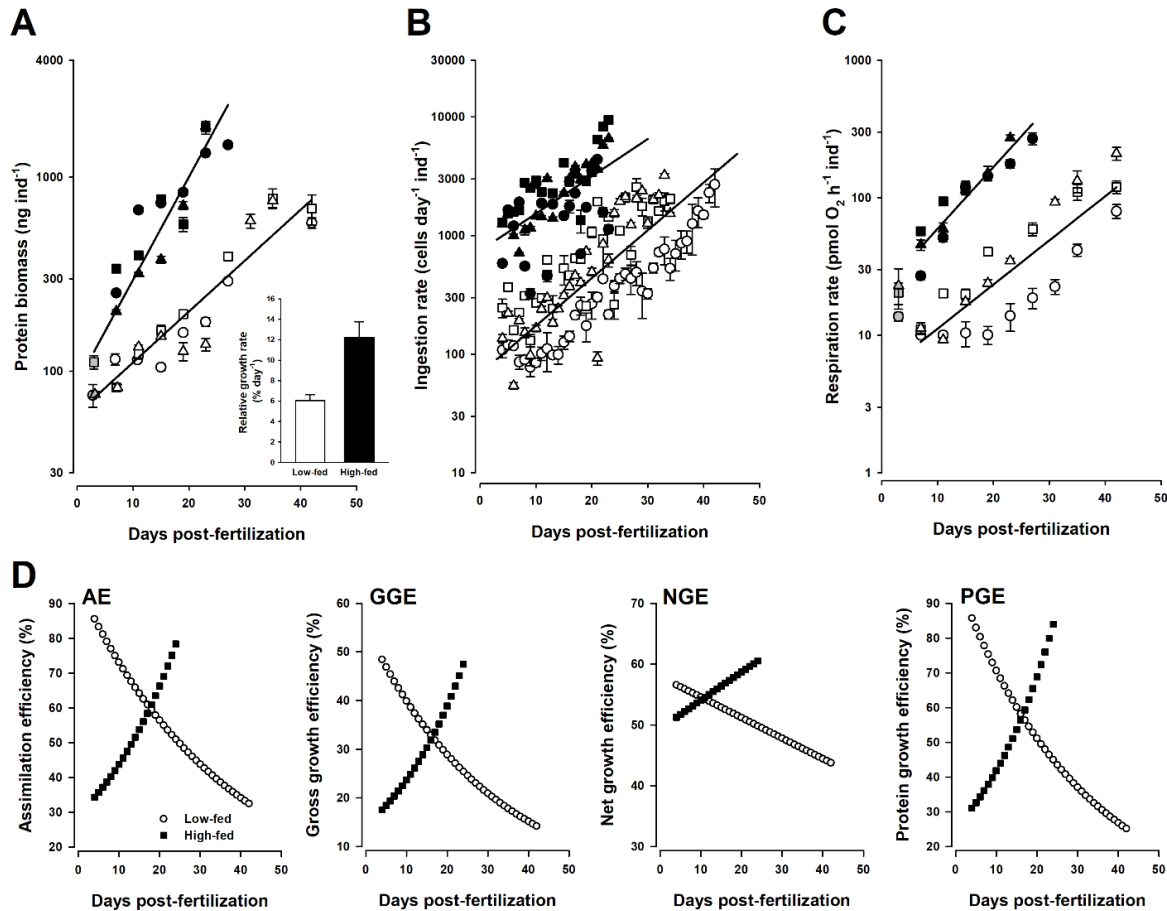 A
B
C
4000
1000
300
100
30
Protein biomass (ng ind-1)
0 10 20 30 40 50
Days post-fertilization
14
12
10
8
6
4
2
0
Relative growth rate
(% day-1)
Low-fed High-fed
30000
10000
3000
1000
300
100
30
10
Ingestion rate (cells day-1 ind-1)
0 10 20 30 40 50
Days post-fertilization
1000
300
100
30
10
3
1
Respiration rate (pmol O2 h-1 ind-1)
0 10 20 30 40 50
Days post-fertilization
D
AE
90
80
70
60
50
40
30
20
Assimilation efficiency (%)
Low-fed
High-fed
0 10 20 30 40 50
Days post-fertilization
GGE
60
50
40
30
20
10
Gross growth efficiency (%)
0 10 20 30 40 50
Days post-fertilization
NGE
70
60
50
40
30
Net growth efficiency (%)
0 10 20 30 40 50
Days post-fertilization
PGE
90
80
70
60
50
40
30
20
Protein growth efficiency (%)
0 10 20 30 40 50
Days post-fertilization